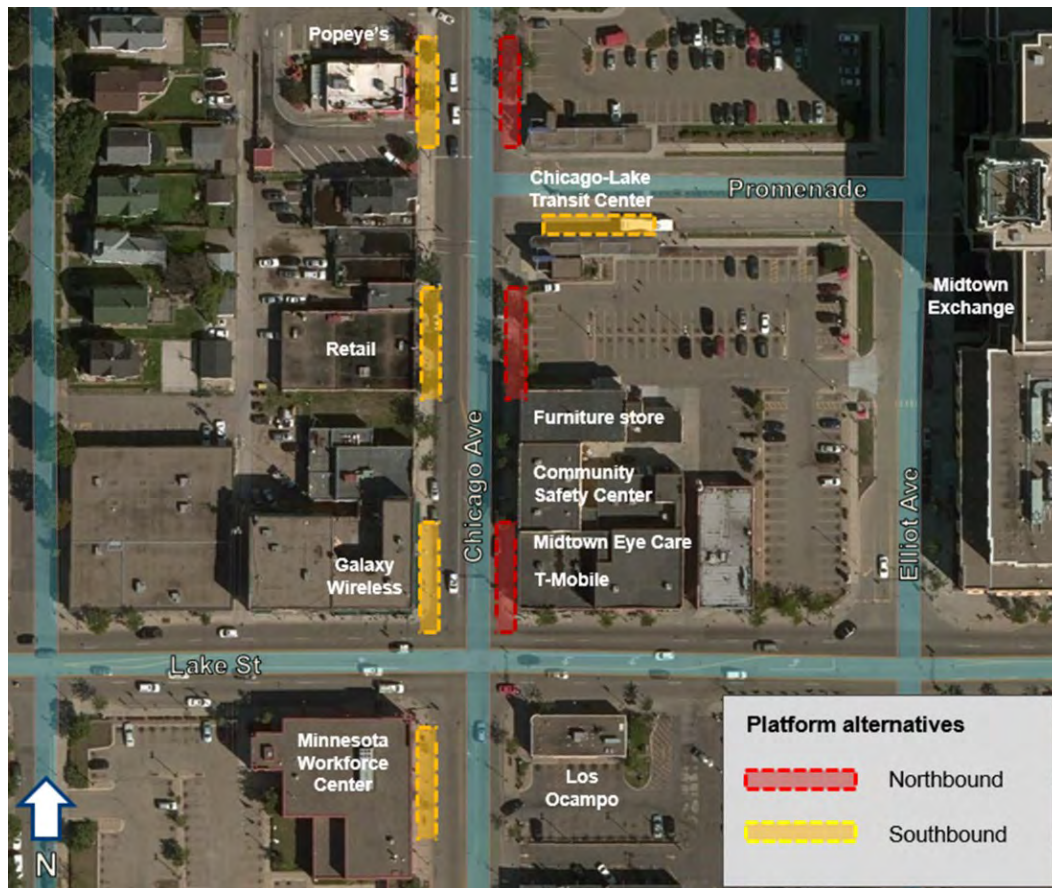 Popeye's
Chicago-Lake
Transit Center
Promenade
Midtown
Exchange
Retail
Furniture store
Chicago Ave
Community
Safety Center
Elliot Ave
Midtown Eye Care
Galaxy
Wireless
T-Mobile
Lake St
Minnesota
Workforce
Center
Los
Ocampo
Platform alternatives
Northbound
Southbound
N